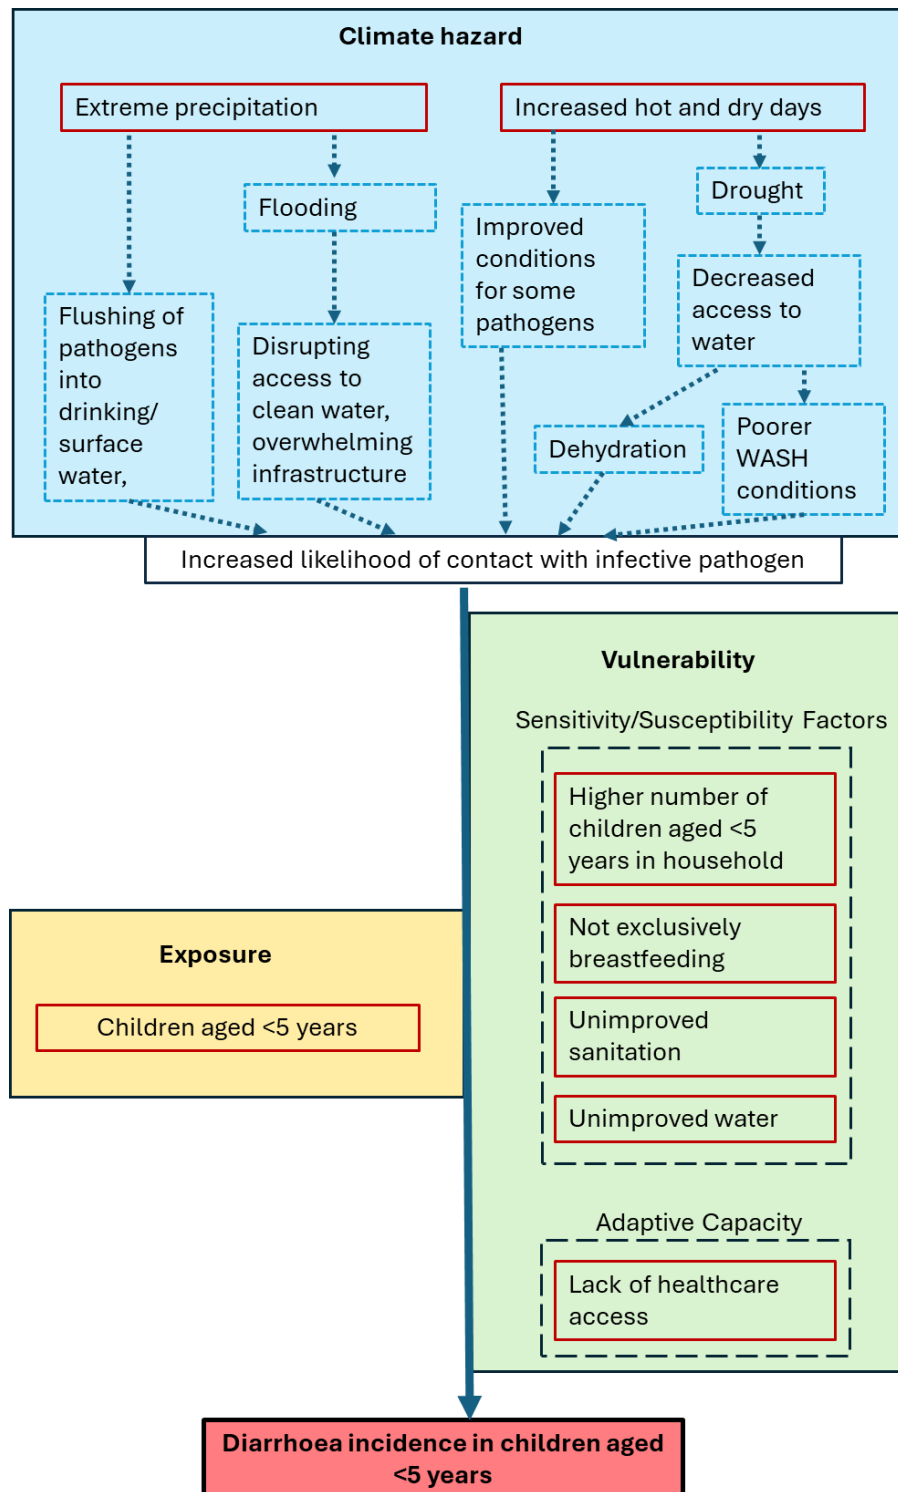 Climate hazard
Extreme precipitation
Increased hot and dry days
Flooding
Drought
Improved
conditions
for some
pathogens
Decreased
access to
water
Flushing of
pathogens
into
drinking/
surface
water,
Disrupting
access to
clean water,
overwhelming
infrastructure
Dehydration
Poorer
WASH
conditions
Increased likelihood of contact with infective pathogen
Vulnerability
Sensitivity/Susceptibility Factors
Higher number of
children aged <5
years in household
Not exclusively
breastfeeding
Unimproved
sanitation
Unimproved water
Exposure
Children aged <5 years
Adaptive Capacity
Lack of healthcare
access
Diarrhoea incidence in children aged
<5 years